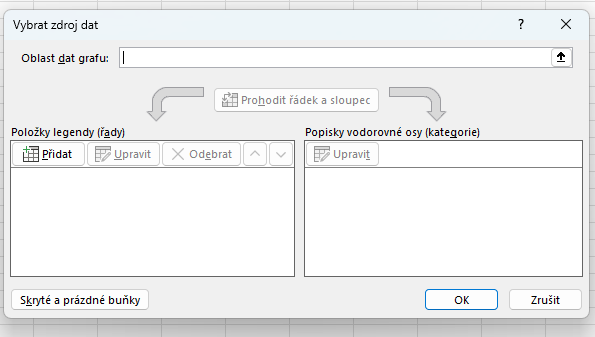 Vybrat zdroj dat
?
Oblast dat grafu:
Prohodit řádek a sloupec
Položky legendy (řady)
Popisky vodorovné osy (kategorie)
Přidat
Upravit
Odebrat
Upravit
Skryté a prázdné buňky
OK
Zrušit